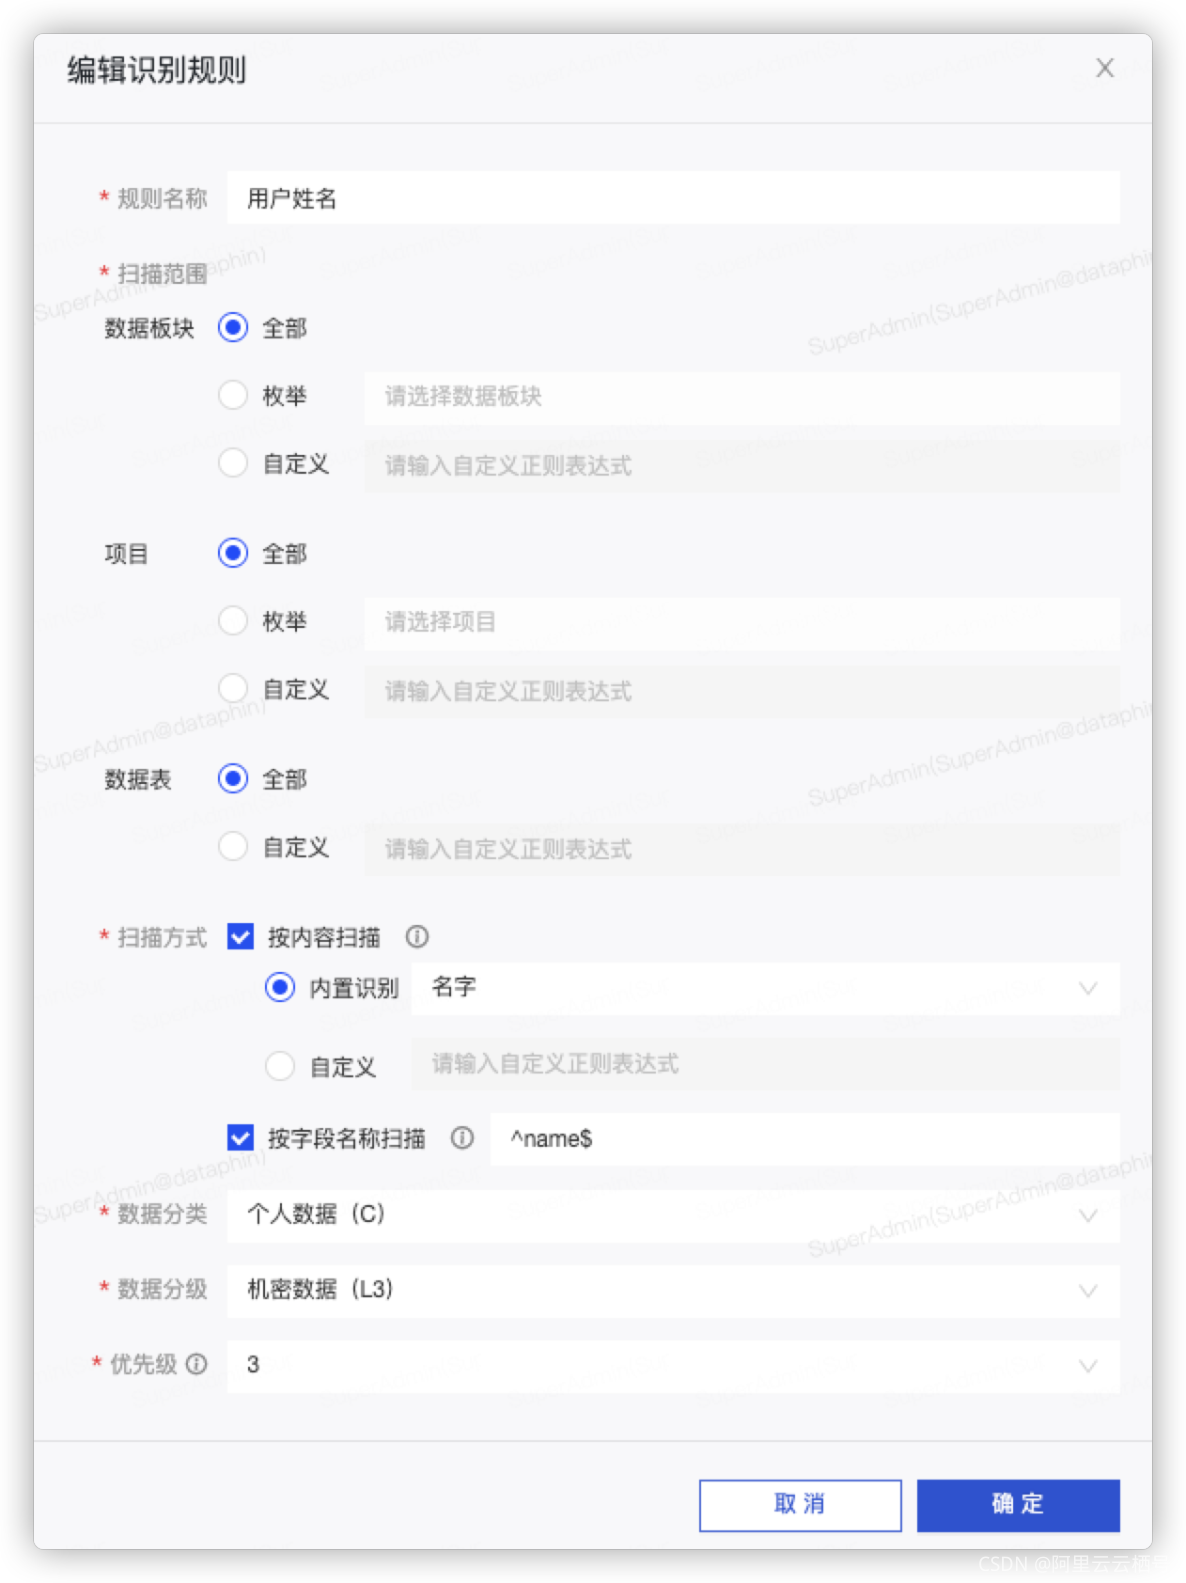 编辑识别规则
* 规则名称 用户姓名
* 扫描范围
数据板块 全部
枚举 请选择数据板块
自定义 请输入自定义正则表达式
项目 全部
枚举 请选择项目
自定义 请输入自定义正则表达式
数据表 全部
自定义 请输入自定义正则表达式
* 扫描方式 按内容扫描
内置识别 名字
自定义 请输入自定义正则表达式
按字段名称扫描 ^name$
* 数据分类 个人数据（C）
* 数据分级 机密数据（L3）
* 优先级 3
取 消 确 定
SuperAdmin(SuperAdmin@dataphin)
CSDN @阿里云云栖号